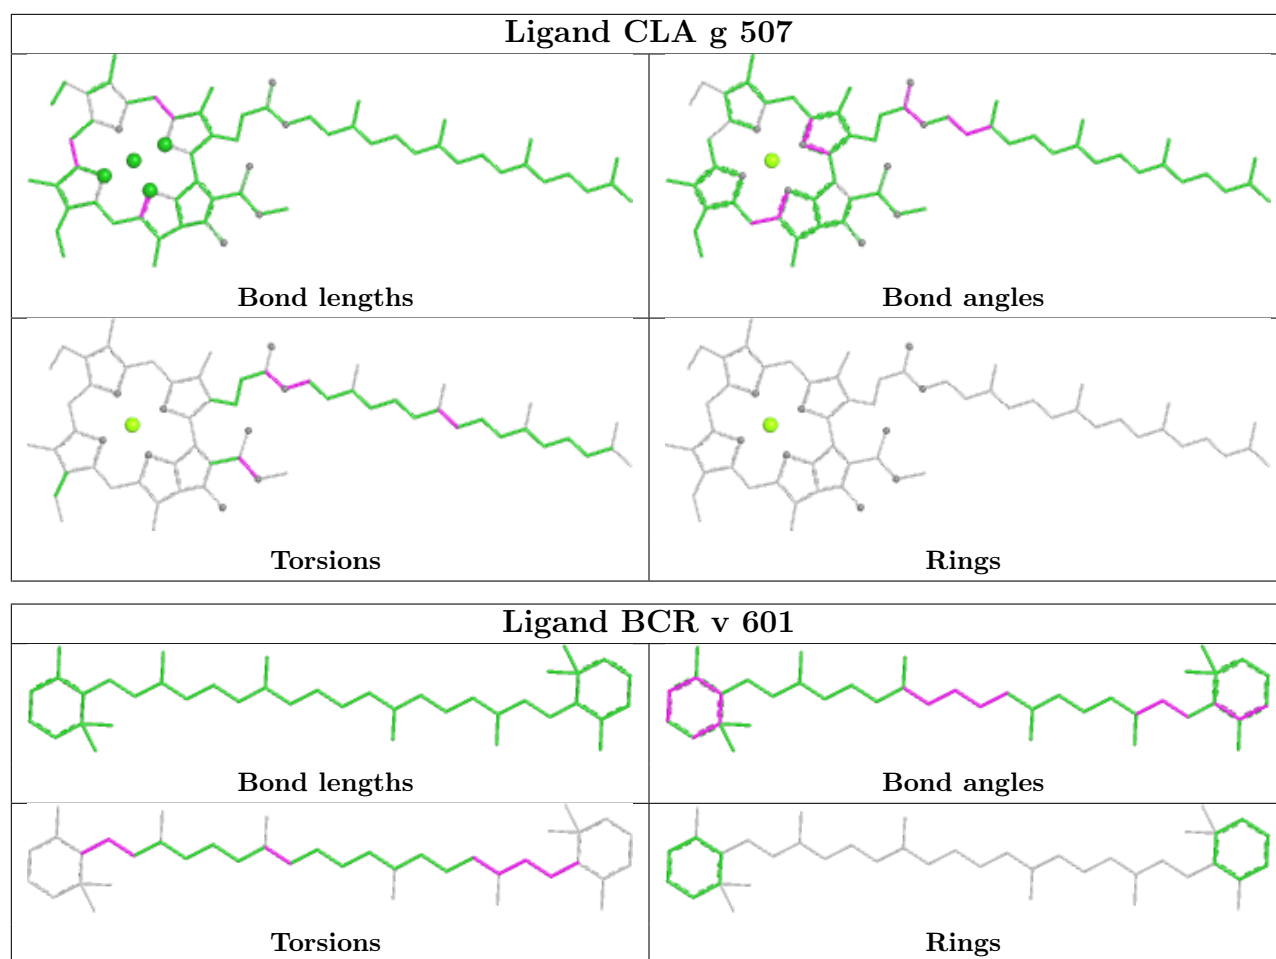 Ligand CLA g 507
Bond lengths
Bond angles
Torsions
Rings
Ligand BCR v 601
Bond lengths
Bond angles
Torsions
Rings